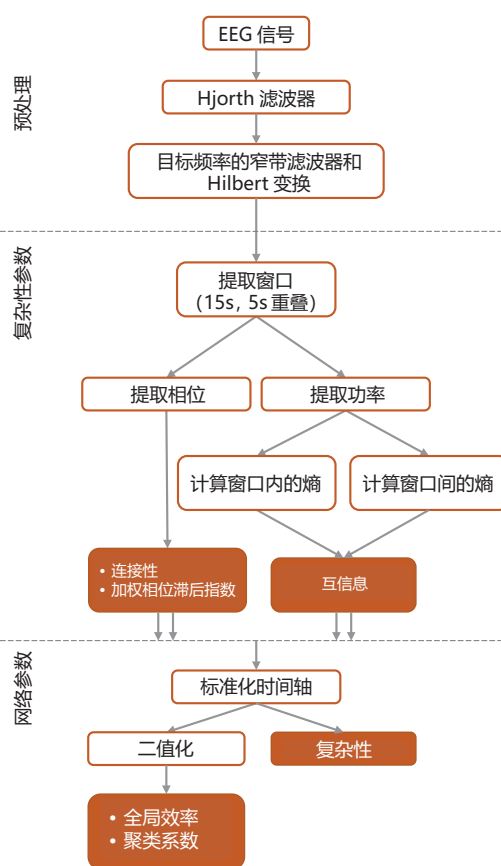 预处理
EEG 信号
Hjorth 滤波器
目标频率的窄带滤波器和
Hilbert 变换
复杂性参数
提取窗口
（15s，5s 重叠）
提取相位
提取功率
计算窗口内的熵
计算窗口间的熵
• 连接性
• 加权相位滞后指数
互信息
网络参数
标准化时间轴
二值化
复杂性
• 全局效率
• 聚类系数